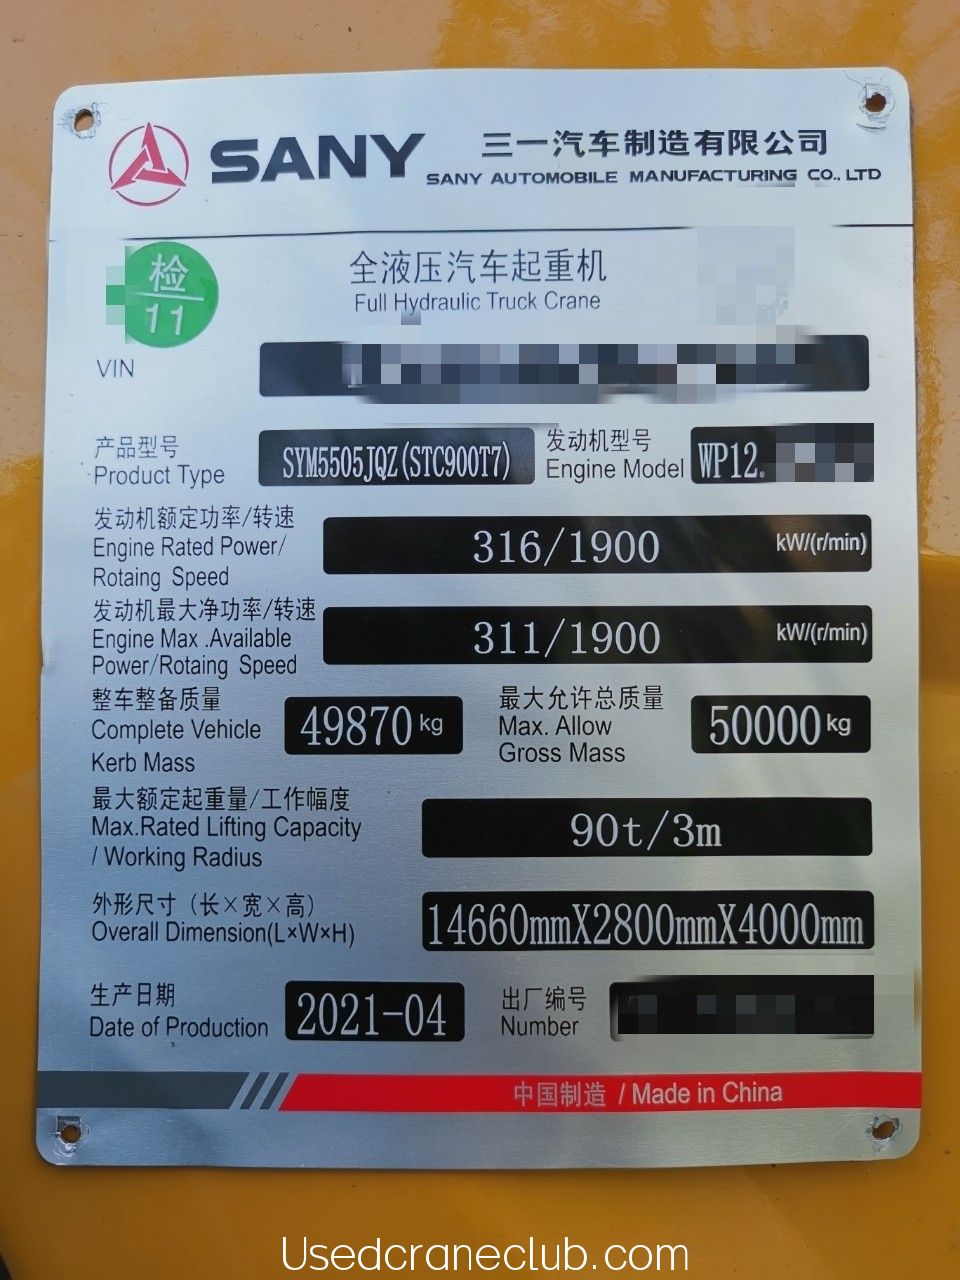 SANY
三一汽车制造有限公司
SANY AUTOMOBILE MANUFACTURING CO., LTD
检
11
全液压汽车起重机
Full Hydraulic Truck Crane
VIN
产品型号
Product Type
SYM5505JQZ(STC900T7)
发动机型号
Engine Model
WP12.
发动机额定功率/转速
Engine Rated Power/
Rotaing Speed
316/1900 kW/(r/min)
发动机最大净功率/转速
Engine Max .Available
Power/Rotaing Speed
311/1900 kW/(r/min)
整车整备质量
Complete Vehicle
Kerb Mass
49870 kg
最大允许总质量
Max. Allow
Gross Mass
50000 kg
最大额定起重量/工作幅度
Max.Rated Lifting Capacity
/ Working Radius
90t/3m
外形尺寸（长×宽×高）
Overall Dimension(L×W×H)
14660mmX2800mmX4000mm
生产日期
Date of Production
2021-04
出厂编号
Number
中国制造 / Made in China
Usedcraneclub.com